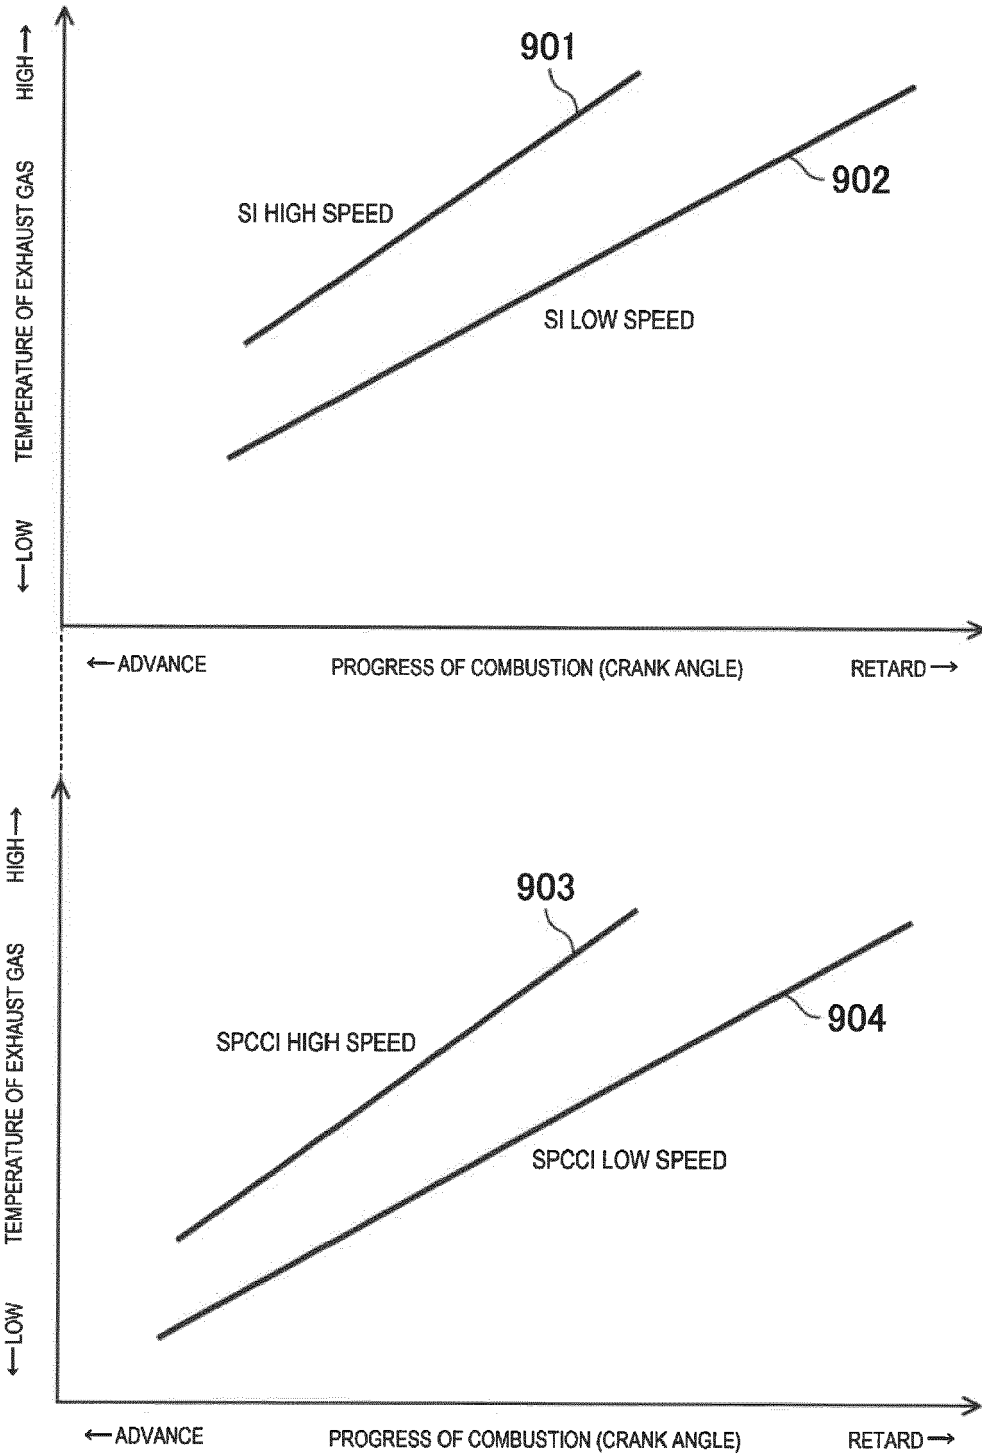 ←LOW TEMPERATURE OF EXHAUST GAS HIGH→
901
902
SI HIGH SPEED
SI LOW SPEED
←ADVANCE PROGRESS OF COMBUSTION (CRANK ANGLE) RETARD→
←LOW TEMPERATURE OF EXHAUST GAS HIGH→
903
904
SPCCI HIGH SPEED
SPCCI LOW SPEED
←ADVANCE PROGRESS OF COMBUSTION (CRANK ANGLE) RETARD→